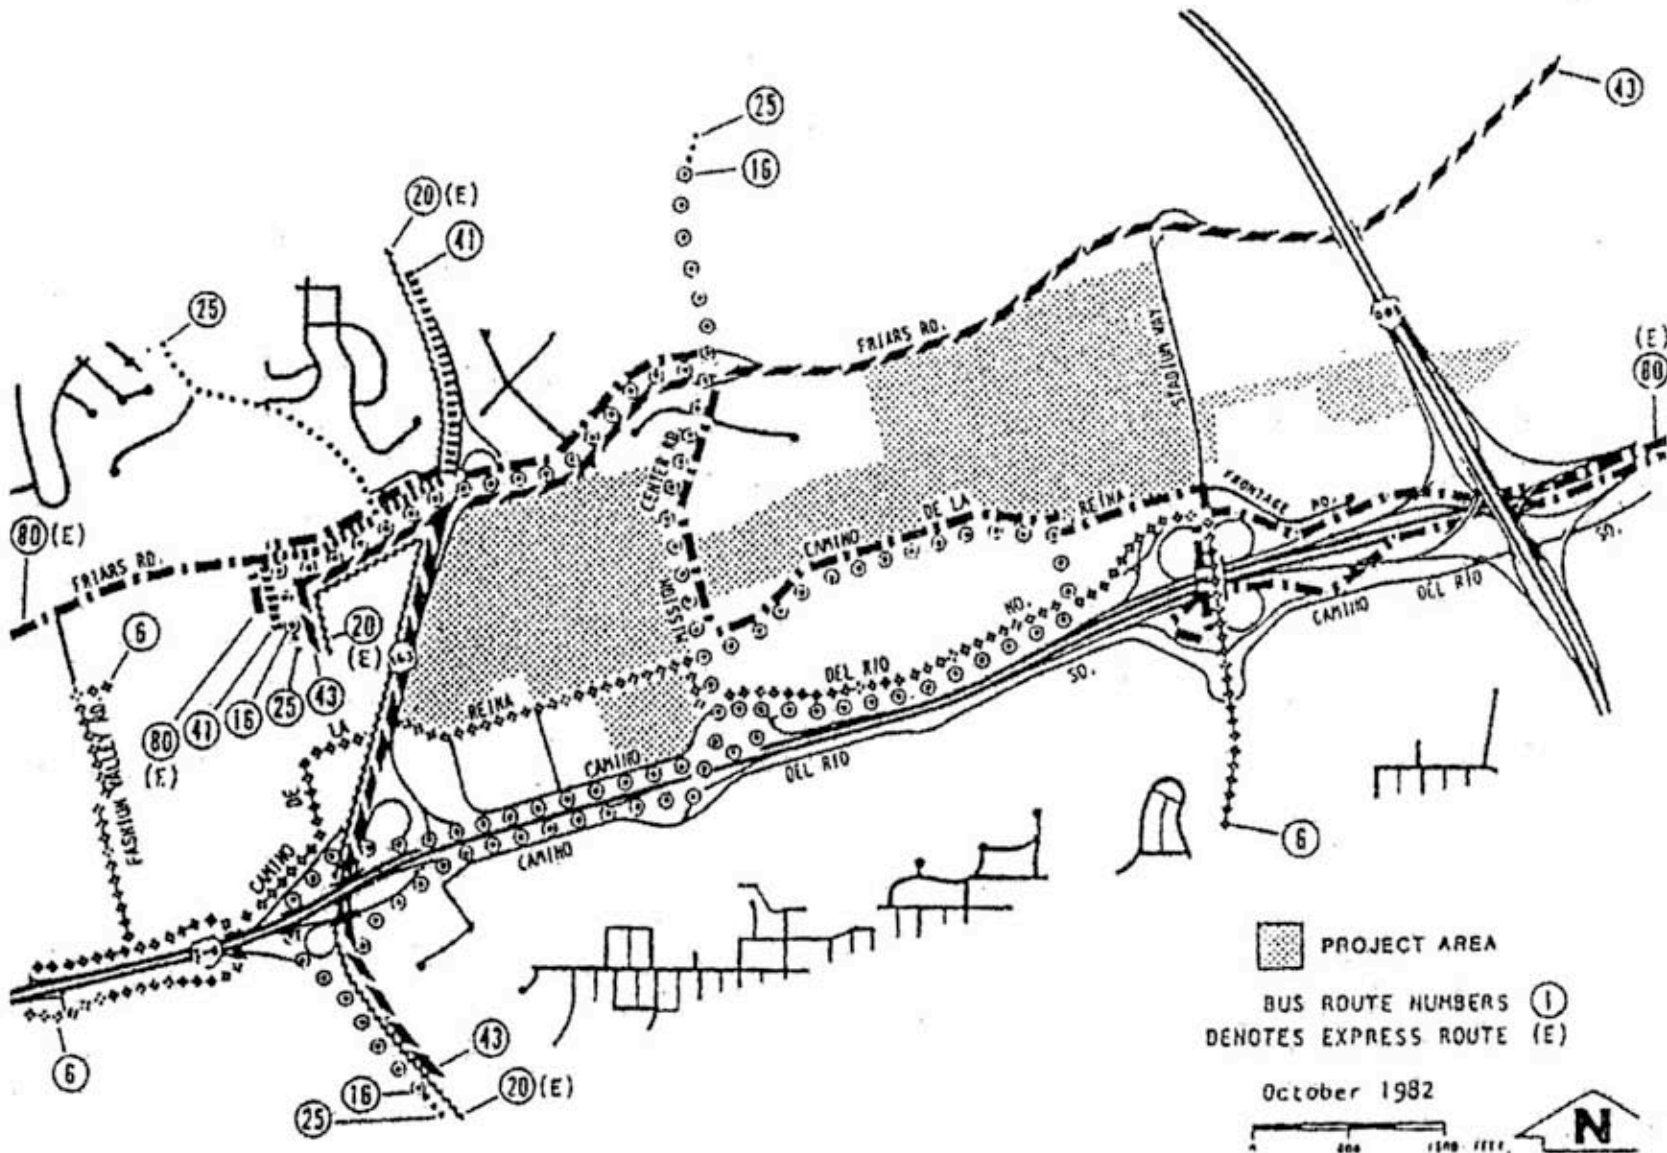 43
25
16
20 (E)
41
25
(E)
80
FRIARS RD.
STADIUM WAY
80 (E)
FRIARS RD.
6
FASHION VALLEY RD.
20
(E)
43
25
16
41
80
(E)
163
MISSION
CENTER RD.
CAMINO
DE LA
REINA
FRONTAGE
RD.
CAMINO
DE
LA
REINA
CAMINO
DEL RIO
NO.
CAMINO
DEL RIO
SO.
CAMINO
DEL RIO
SO.
6
6
43
16
20 (E)
25
PROJECT AREA
BUS ROUTE NUMBERS 1
DENOTES EXPRESS ROUTE (E)
October 1982
N